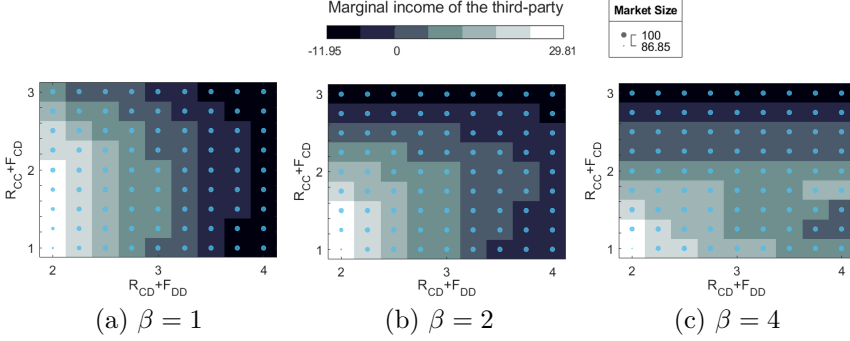 Marginal income of the third-party
-11.95 0 29.81
Market Size
100
86.85
3
2
1
R_CC+F_CD
2 3 4
R_CD+F_DD
3
2
1
R_CC+F_CD
2 3 4
R_CD+F_DD
3
2
1
R_CC+F_CD
2 3 4
R_CD+F_DD
(a) β = 1
(b) β = 2
(c) β = 4